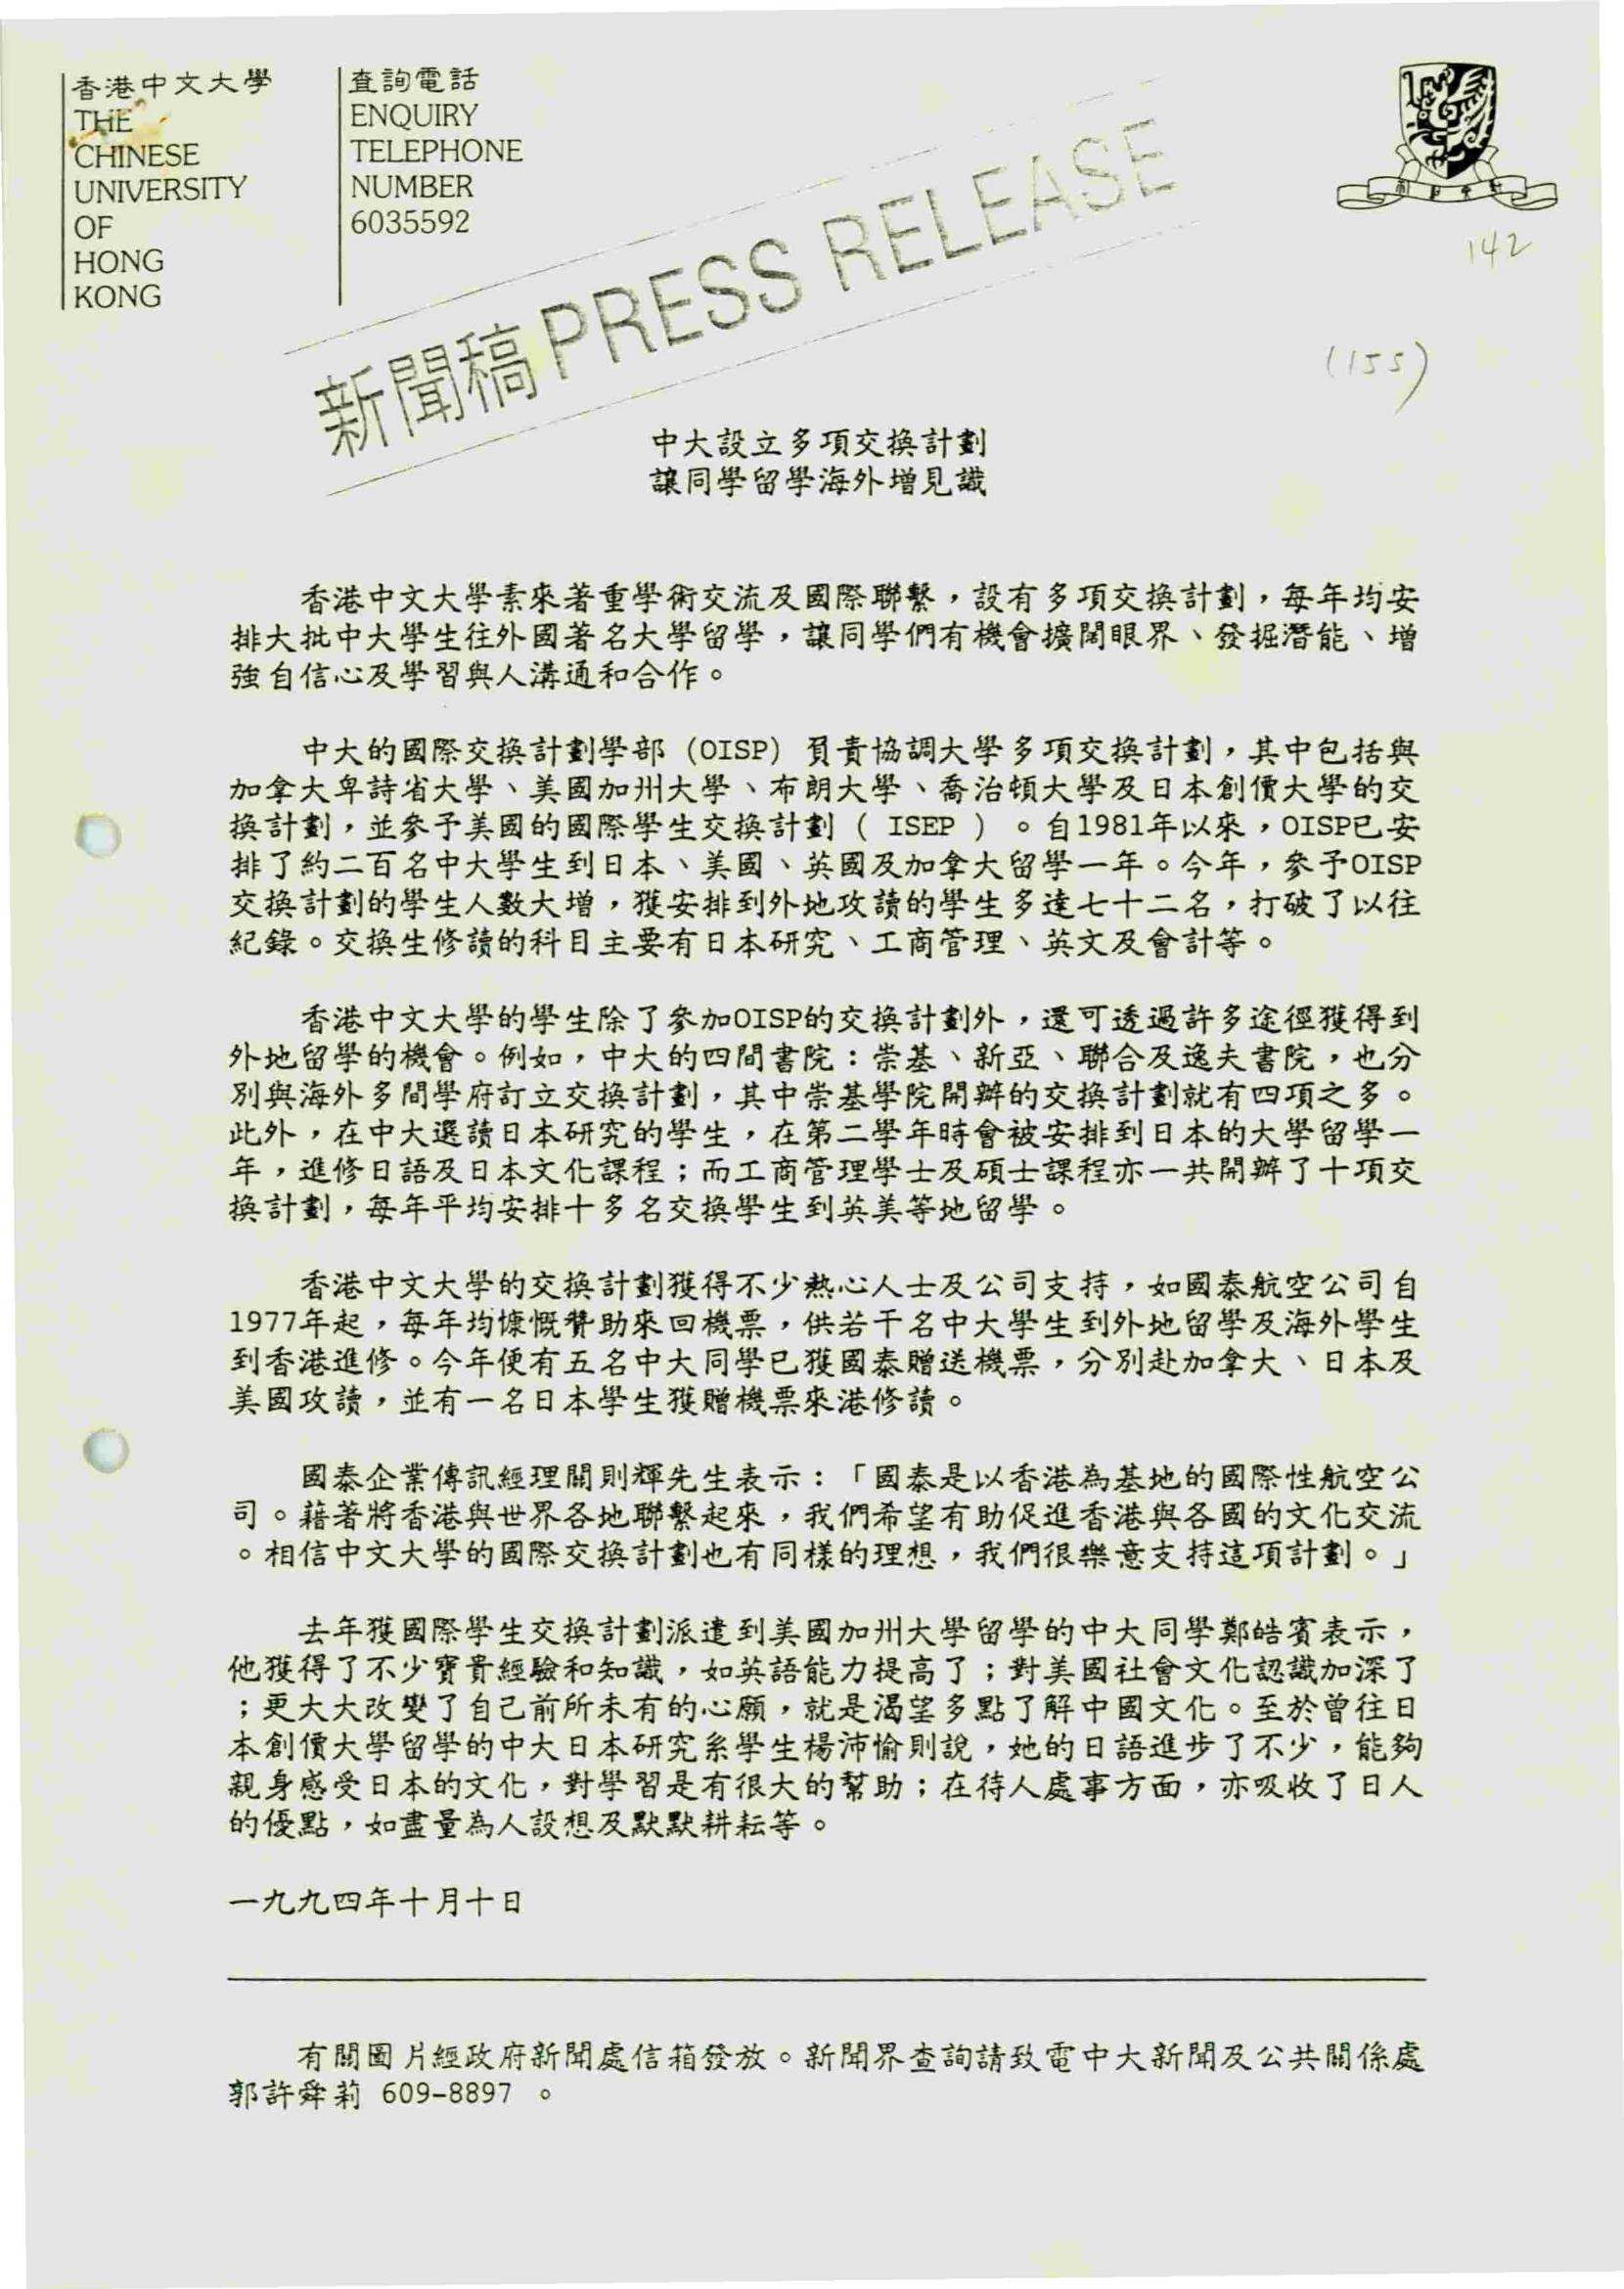 香港中文大學
THE
CHINESE
UNIVERSITY
OF
HONG
KONG
查詢電話
ENQUIRY
TELEPHONE
NUMBER
6035592
142
(155)
新聞稿 PRESS RELEASE
中大設立多項交換計劃
讓同學留學海外增見識
香港中文大學素來著重學術交流及國際聯繫，設有多項交換計劃，每年均安
排大批中大學生往外國著名大學留學，讓同學們有機會擴闊眼界、發掘潛能、增
強自信心及學習與人溝通和合作。
中大的國際交換計劃學部 (OISP) 負責協調大學多項交換計劃，其中包括與
加拿大卑詩省大學、美國加州大學、布朗大學、喬治頓大學及日本創價大學的交
換計劃，並參予美國的國際學生交換計劃 ( ISEP ) 。自1981年以來，OISP已安
排了約二百名中大學生到日本、美國、英國及加拿大留學一年。今年，參予OISP
交換計劃的學生人數大增，獲安排到外地攻讀的學生多達七十二名，打破了以往
紀錄。交換生修讀的科目主要有日本研究、工商管理、英文及會計等。
香港中文大學的學生除了參加OISP的交換計劃外，還可透過許多途徑獲得到
外地留學的機會。例如，中大的四間書院：崇基、新亞、聯合及逸夫書院，也分
別與海外多間學府訂立交換計劃，其中崇基學院開辦的交換計劃就有四項之多。
此外，在中大選讀日本研究的學生，在第二學年時會被安排到日本的大學留學一
年，進修日語及日本文化課程；而工商管理學士及碩士課程亦一共開辦了十項交
換計劃，每年平均安排十多名交換學生到英美等地留學。
香港中文大學的交換計劃獲得不少熱心人士及公司支持，如國泰航空公司自
1977年起，每年均慷慨贊助來回機票，供若干名中大學生到外地留學及海外學生
到香港進修。今年便有五名中大同學已獲國泰贈送機票，分別赴加拿大、日本及
美國攻讀，並有一名日本學生獲贈機票來港修讀。
國泰企業傳訊經理關則輝先生表示：「國泰是以香港為基地的國際性航空公
司。藉著將香港與世界各地聯繫起來，我們希望有助促進香港與各國的文化交流
。相信中文大學的國際交換計劃也有同樣的理想，我們很樂意支持這項計劃。」
去年獲國際學生交換計劃派遣到美國加州大學留學的中大同學鄭皓賓表示，
他獲得了不少寶貴經驗和知識，如英語能力提高了；對美國社會文化認識加深了
；更大大改變了自己前所未有的心願，就是渴望多點了解中國文化。至於曾往日
本創價大學留學的中大日本研究系學生楊沛愉則說，她的日語進步了不少，能夠
親身感受日本的文化，對學習是有很大的幫助；在待人處事方面，亦吸收了日人
的優點，如盡量為人設想及默默耕耘等。
一九九四年十月十日
有關圖片經政府新聞處信箱發放。新聞界查詢請致電中大新聞及公共關係處
郭許舜莉 609-8897 。